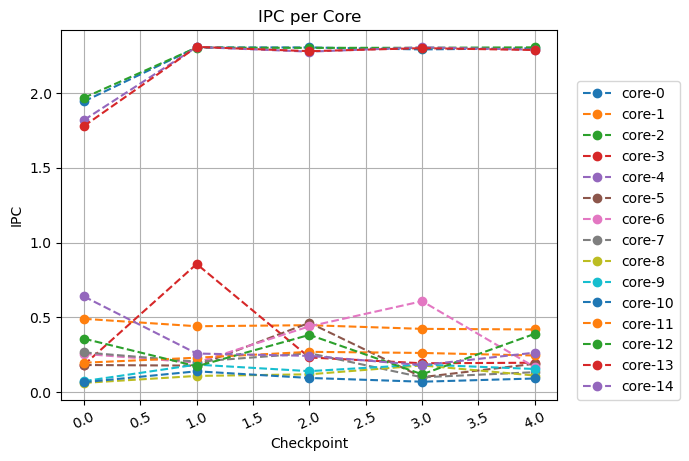 IPC per Core
IPC
2.0
1.5
1.0
0.5
0.0
0.0
0.5
1.0
1.5
2.0
2.5
3.0
3.5
4.0
Checkpoint
core-0
core-1
core-2
core-3
core-4
core-5
core-6
core-7
core-8
core-9
core-10
core-11
core-12
core-13
core-14